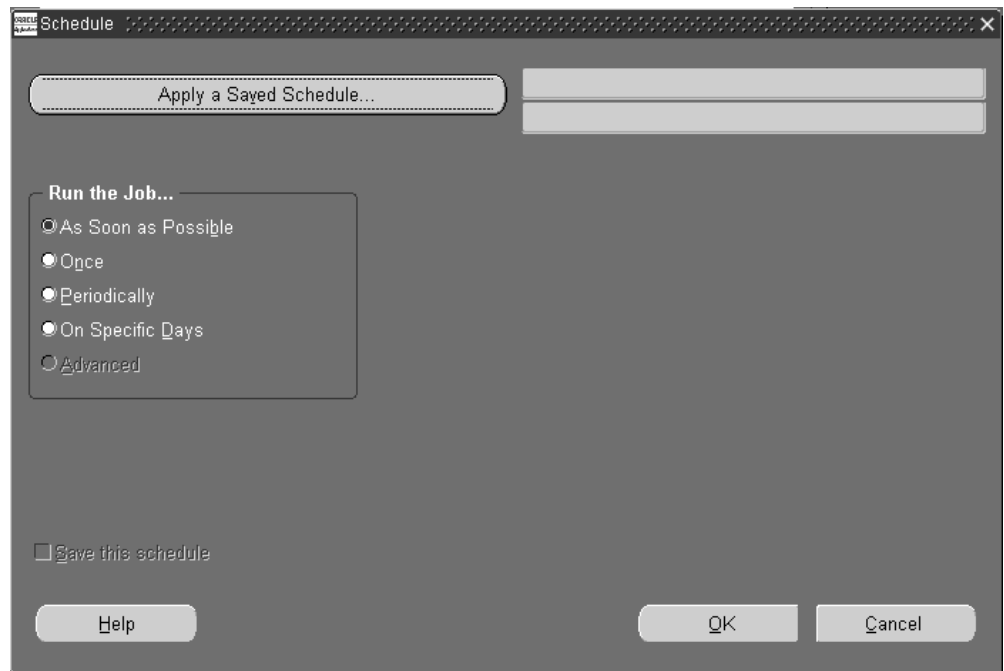 ORACLE
Schedule
Apply a Saved Schedule...
Run the Job...
As Soon as Possible
Once
Periodically
On Specific Days
Advanced
Save this schedule
Help
OK
Cancel